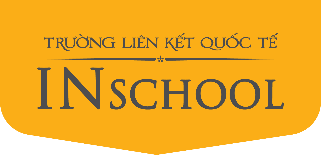 TRƯỜNG LIÊN KẾT QUỐC TẾ
INSCHOOL